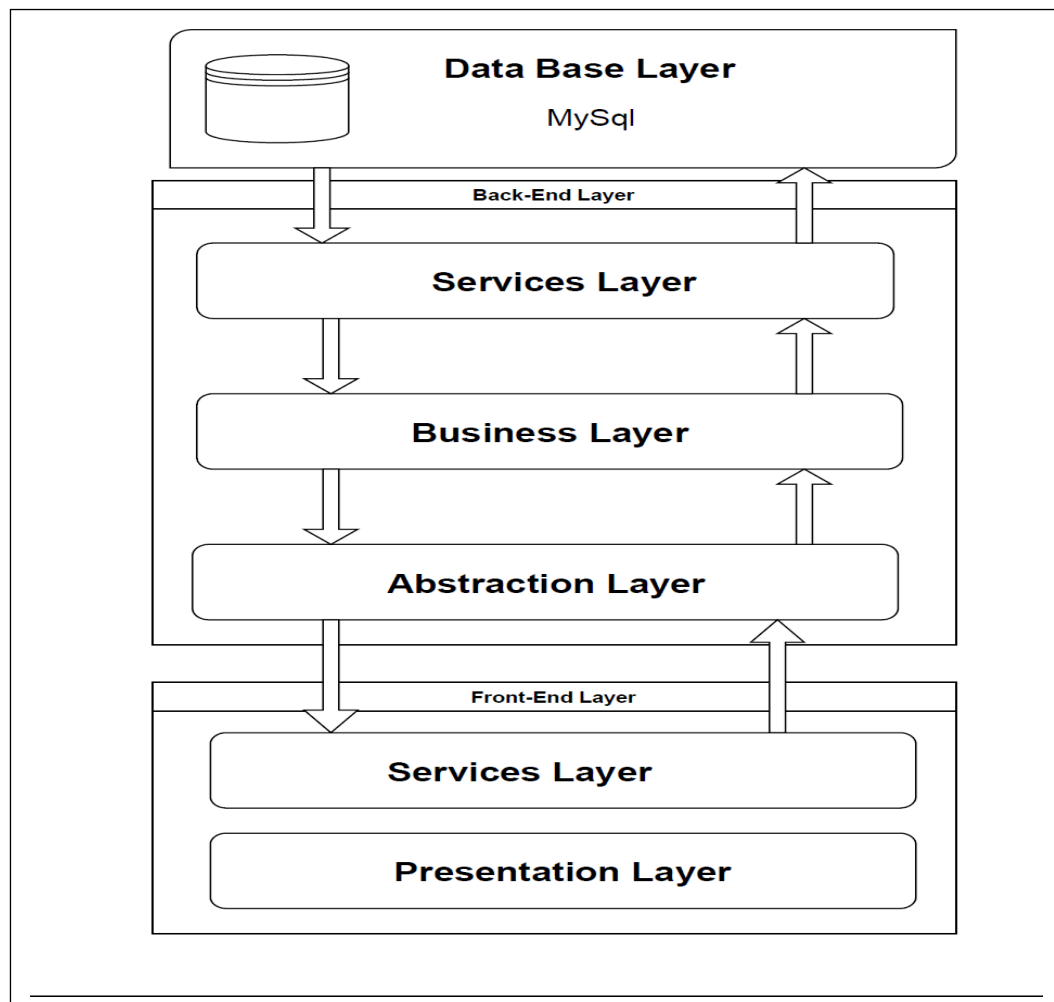 Data Base Layer
MySql
Back-End Layer
Services Layer
Business Layer
Abstraction Layer
Front-End Layer
Services Layer
Presentation Layer